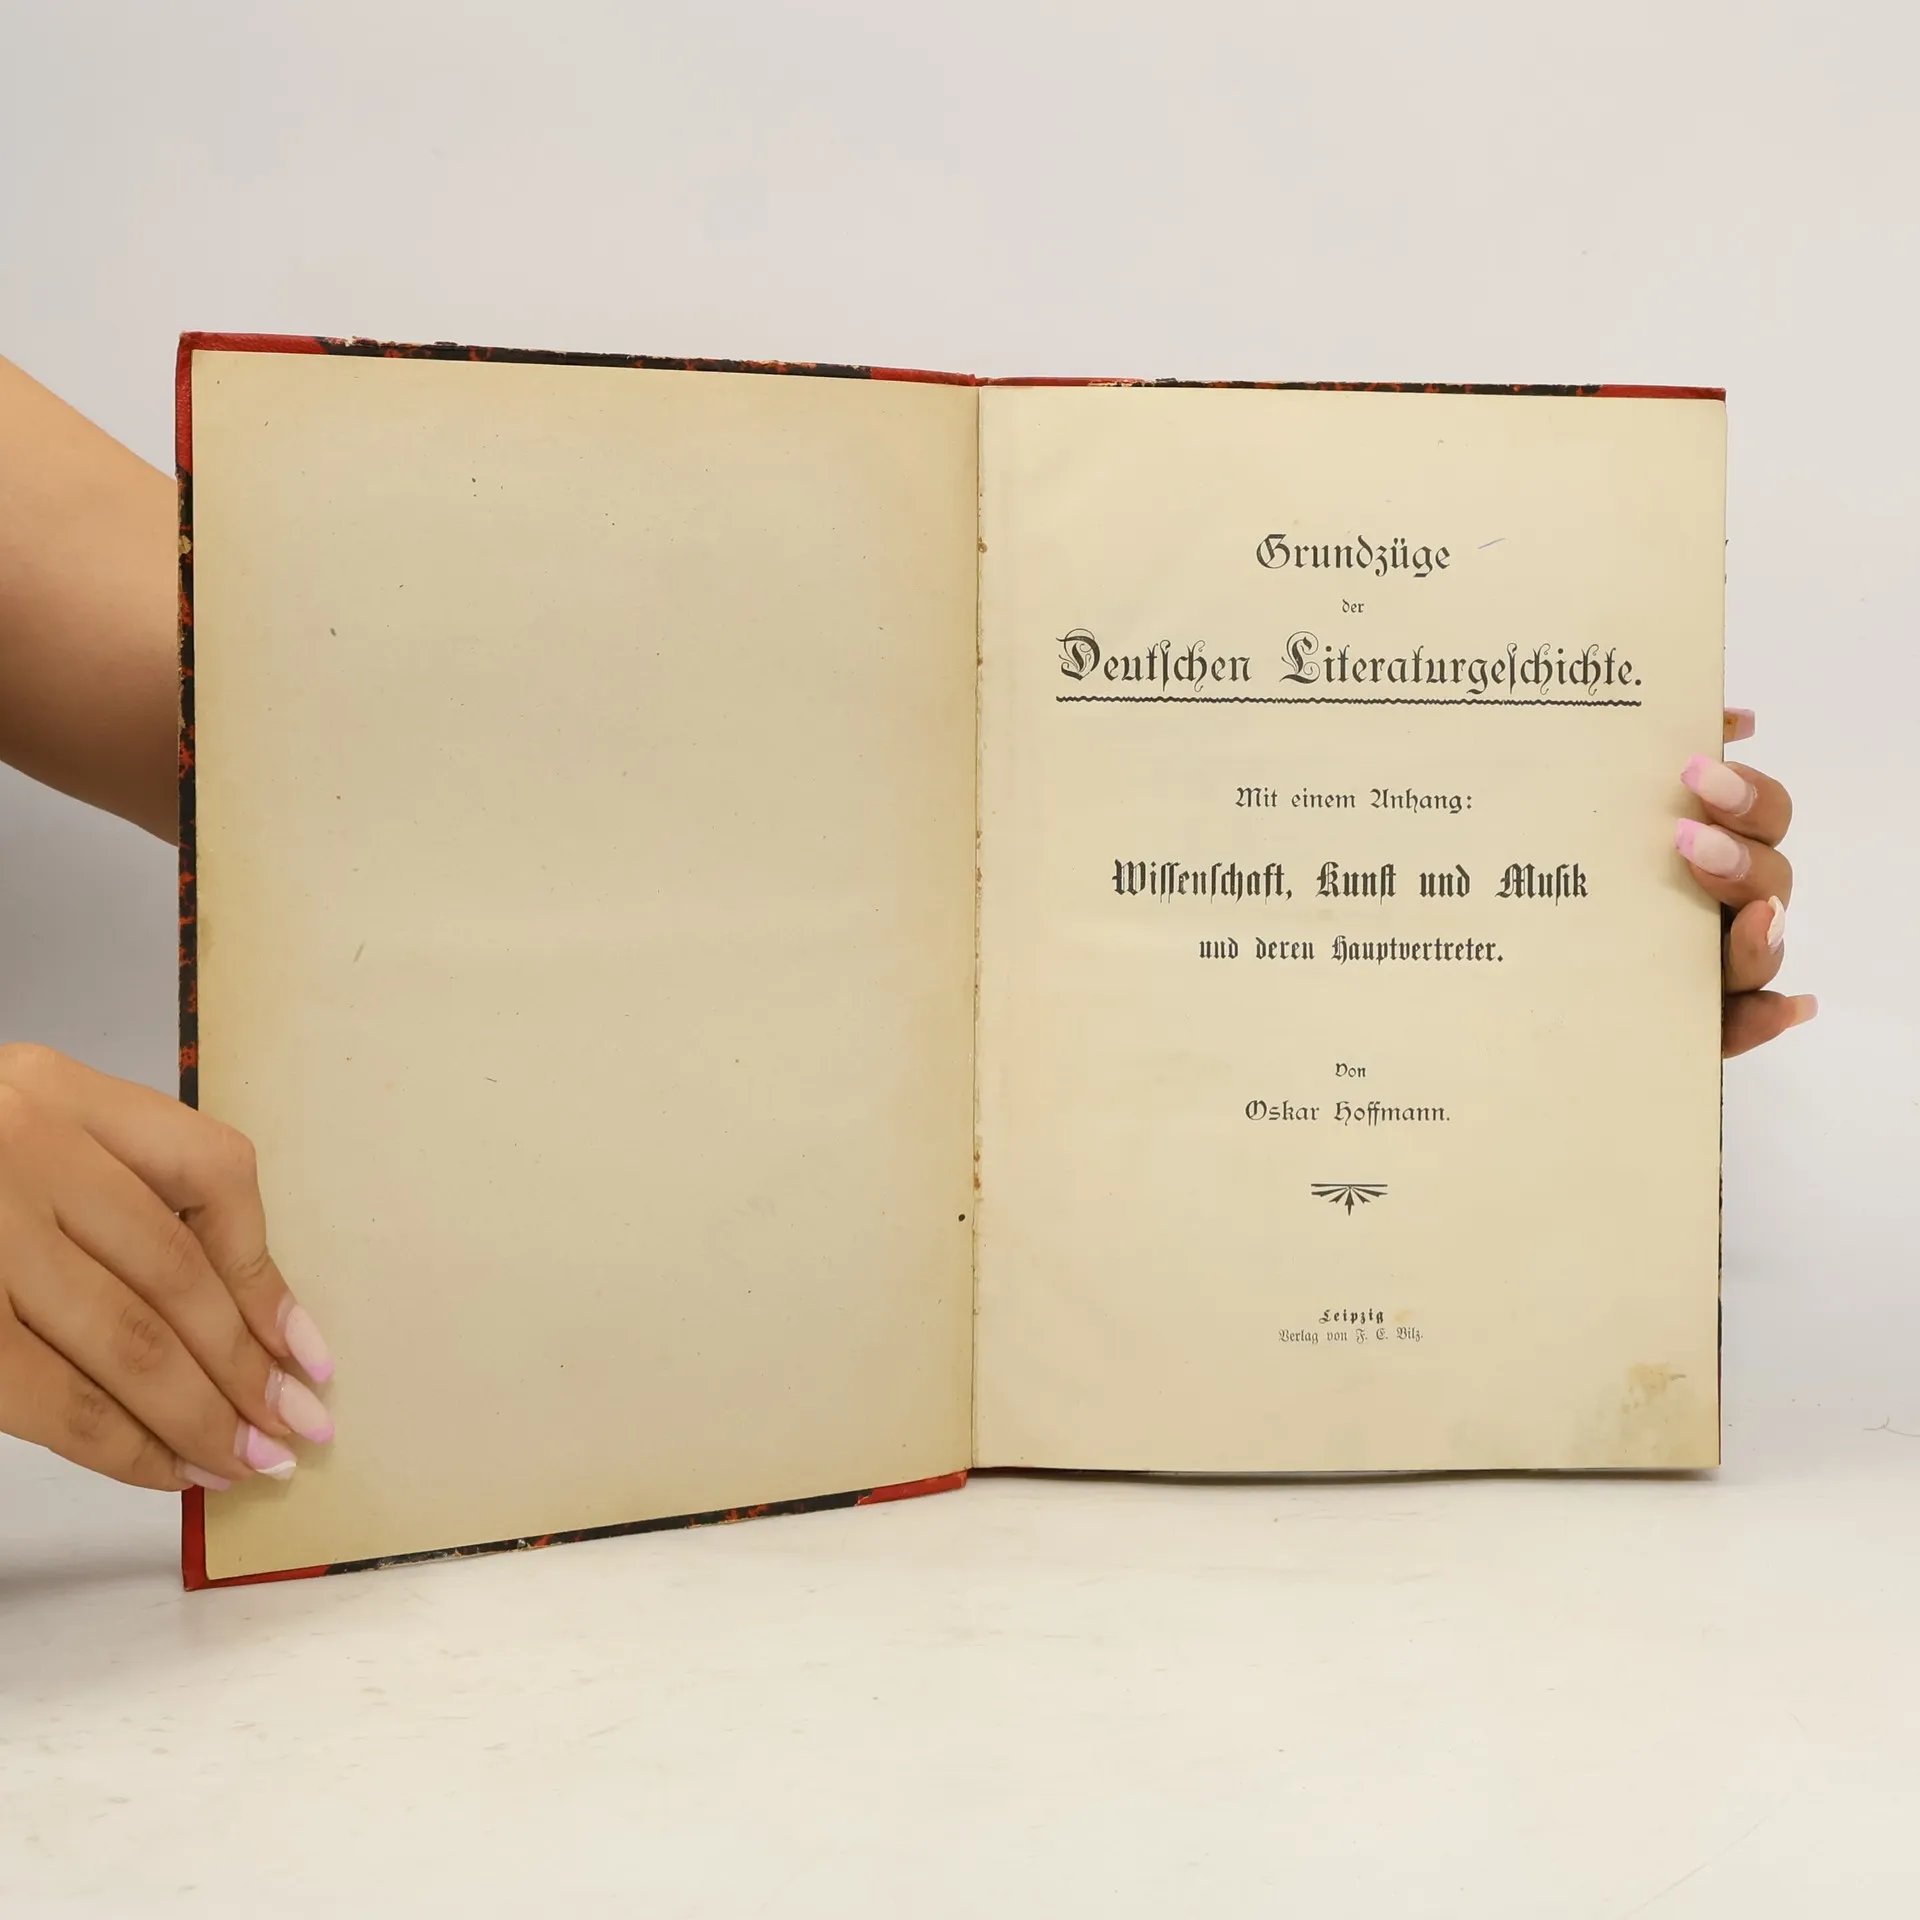 Grundzüge
der
Deutschen Literaturgeschichte.
Mit einem Anhang:
Wissenschaft, Kunst und Musik
und deren Hauptvertreter.
Von
Oskar Hoffmann.
Leipzig
Verlag von F. E. Bilz.